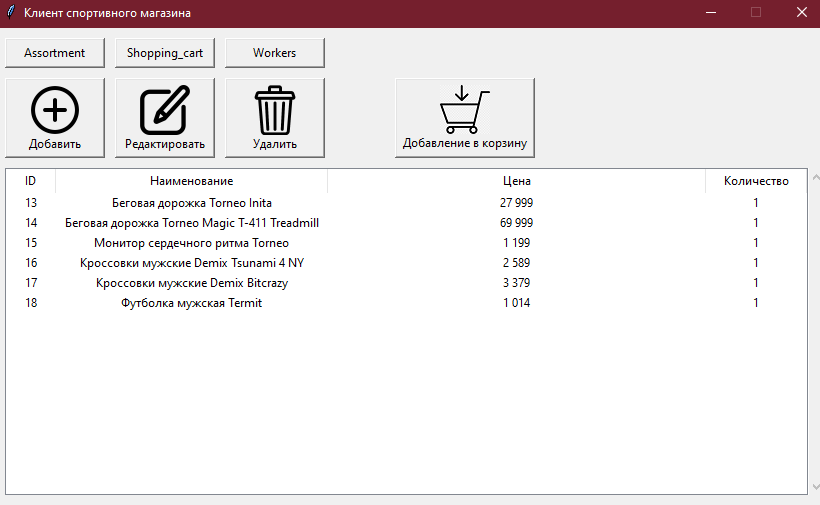 Клиент спортивного магазина
Assortment Shopping_cart Workers
Добавить Редактировать Удалить Добавление в корзину
ID Наименование Цена Количество
13 Беговая дорожка Torneo Inita 27 999 1
14 Беговая дорожка Torneo Magic T-411 Treadmill 69 999 1
15 Монитор сердечного ритма Torneo 1 199 1
16 Кроссовки мужские Demix Tsunami 4 NY 2 589 1
17 Кроссовки мужские Demix Bitcrazy 3 379 1
18 Футболка мужская Termit 1 014 1